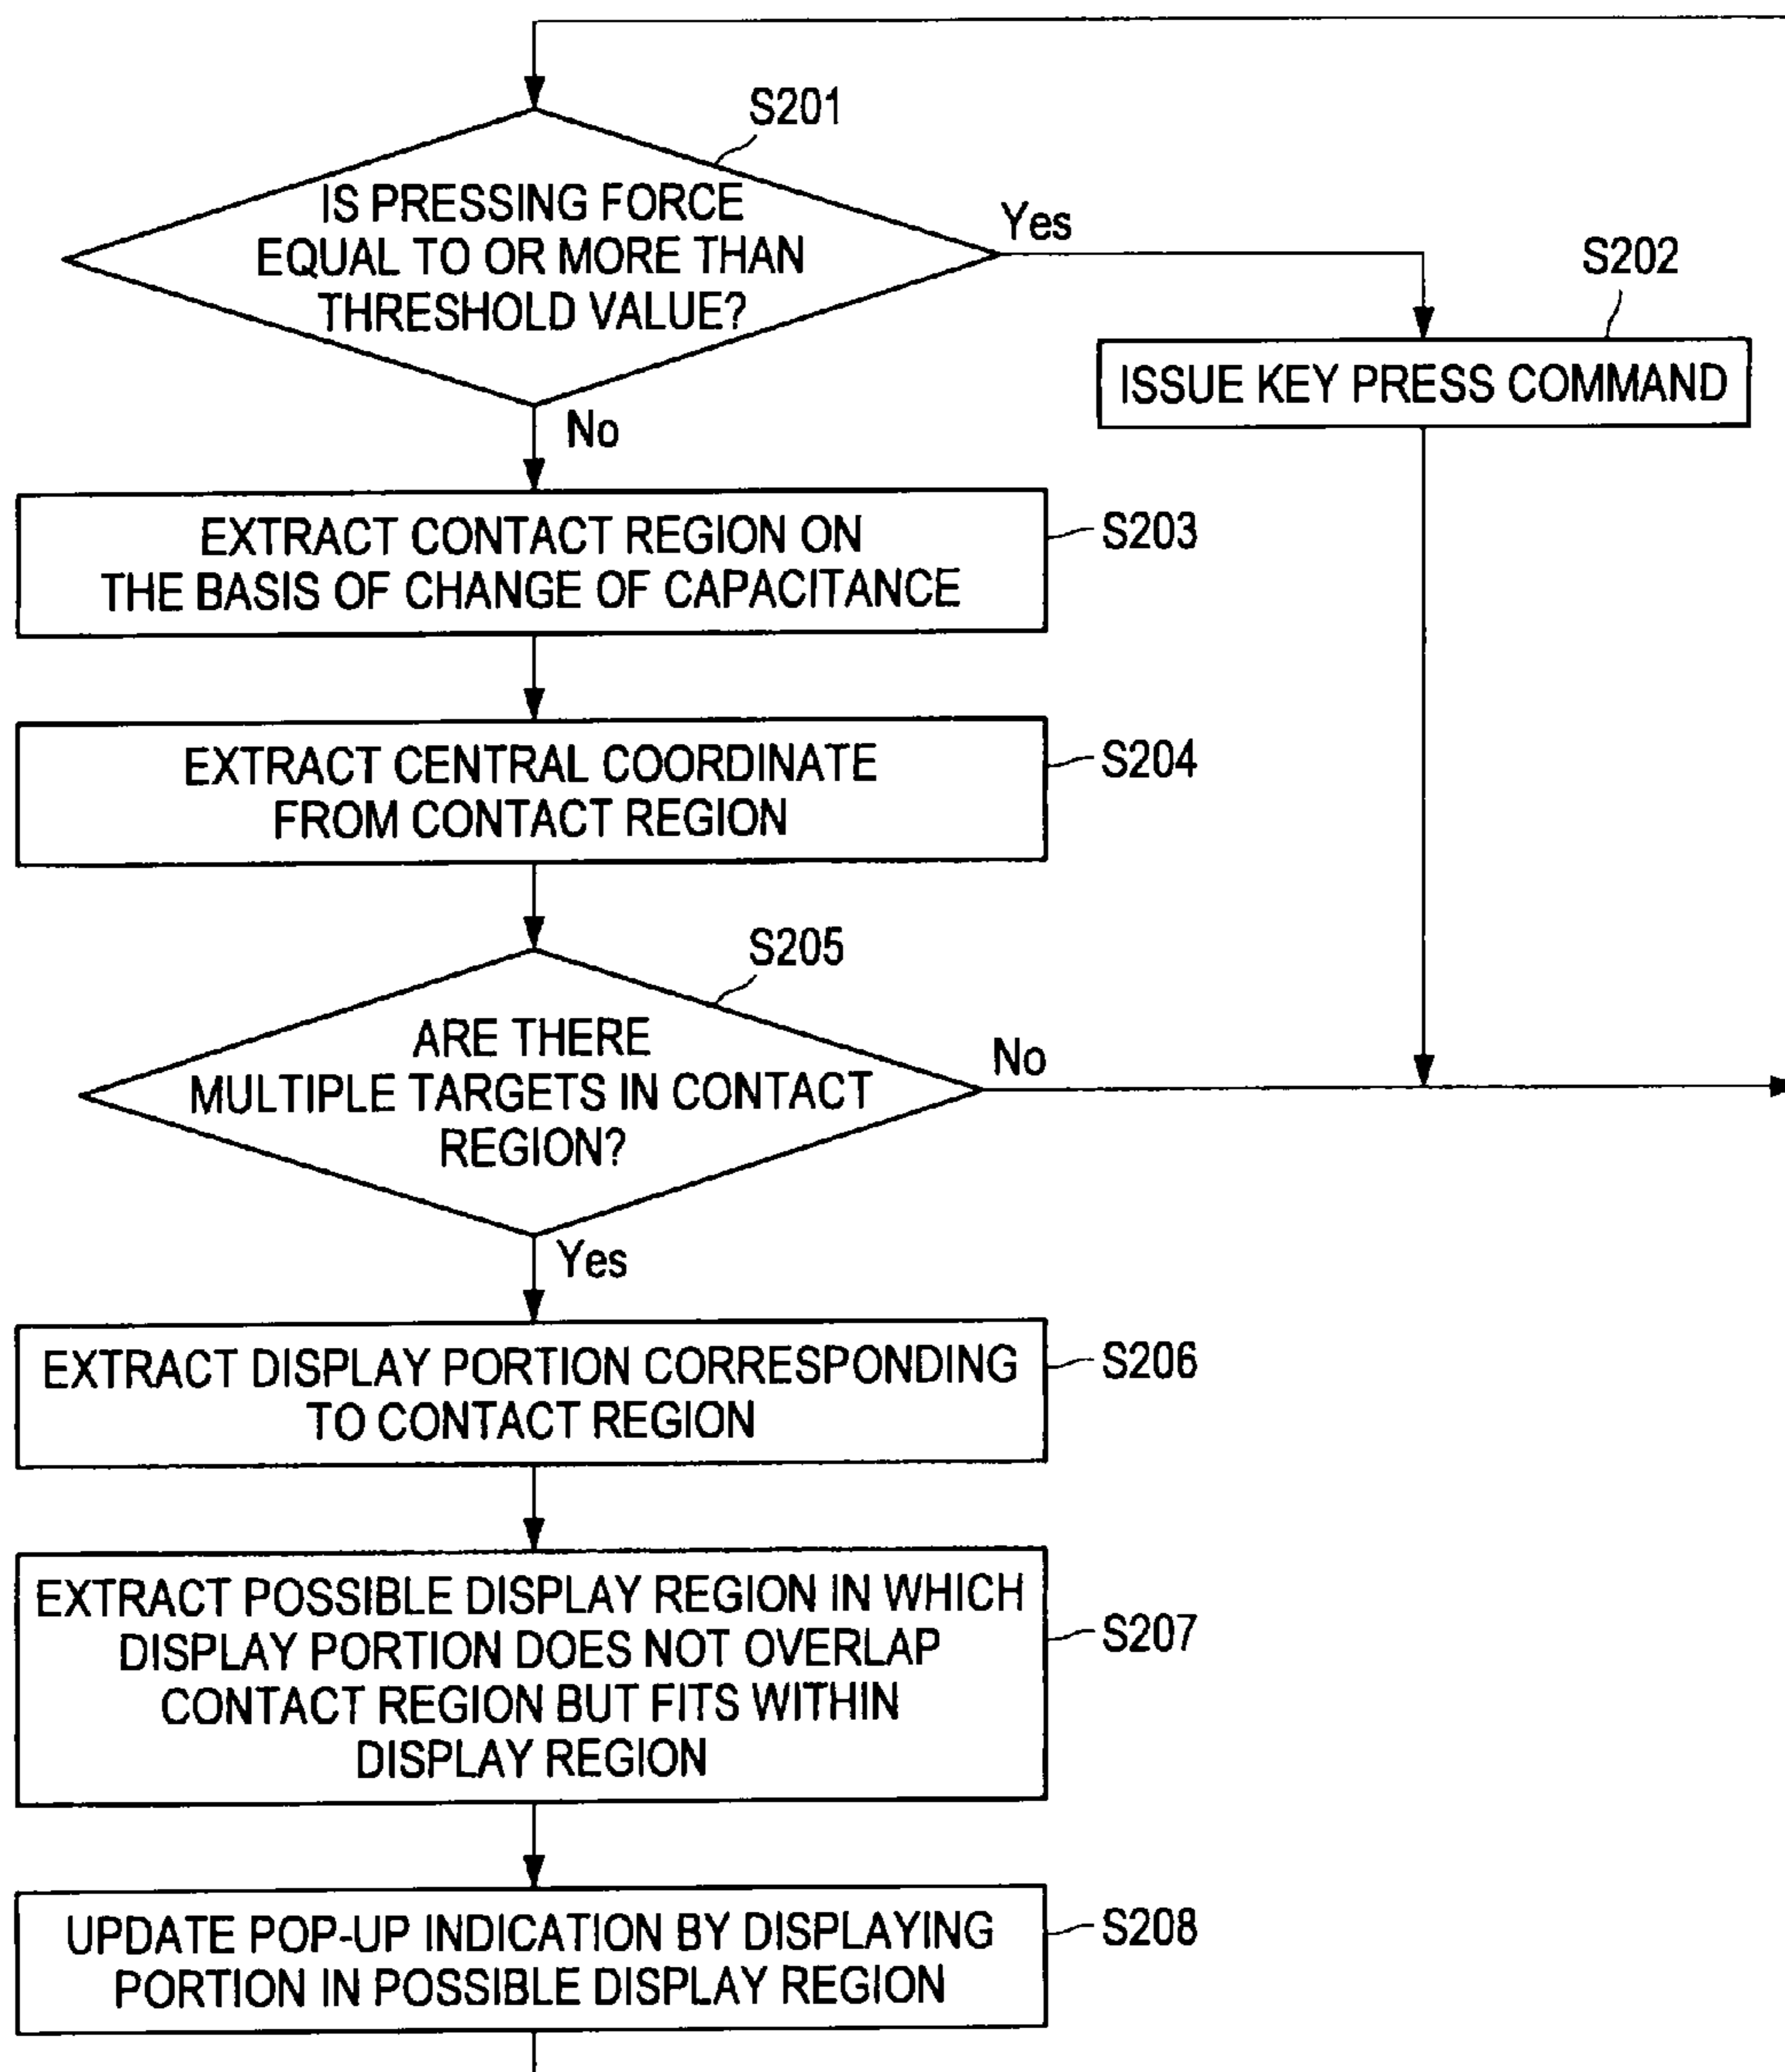 S201
IS PRESSING FORCE
EQUAL TO OR MORE THAN
THRESHOLD VALUE?
Yes
No
S202
ISSUE KEY PRESS COMMAND
EXTRACT CONTACT REGION ON
THE BASIS OF CHANGE OF CAPACITANCE
S203
EXTRACT CENTRAL COORDINATE
FROM CONTACT REGION
S204
S205
ARE THERE
MULTIPLE TARGETS IN CONTACT
REGION?
No
Yes
EXTRACT DISPLAY PORTION CORRESPONDING
TO CONTACT REGION
S206
EXTRACT POSSIBLE DISPLAY REGION IN WHICH
DISPLAY PORTION DOES NOT OVERLAP
CONTACT REGION BUT FITS WITHIN
DISPLAY REGION
S207
UPDATE POP-UP INDICATION BY DISPLAYING
PORTION IN POSSIBLE DISPLAY REGION
S208